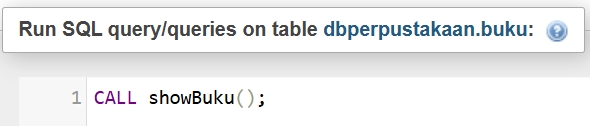 Run SQL query/queries on table dbperpustakaan.buku: ?
1 CALL showBuku();